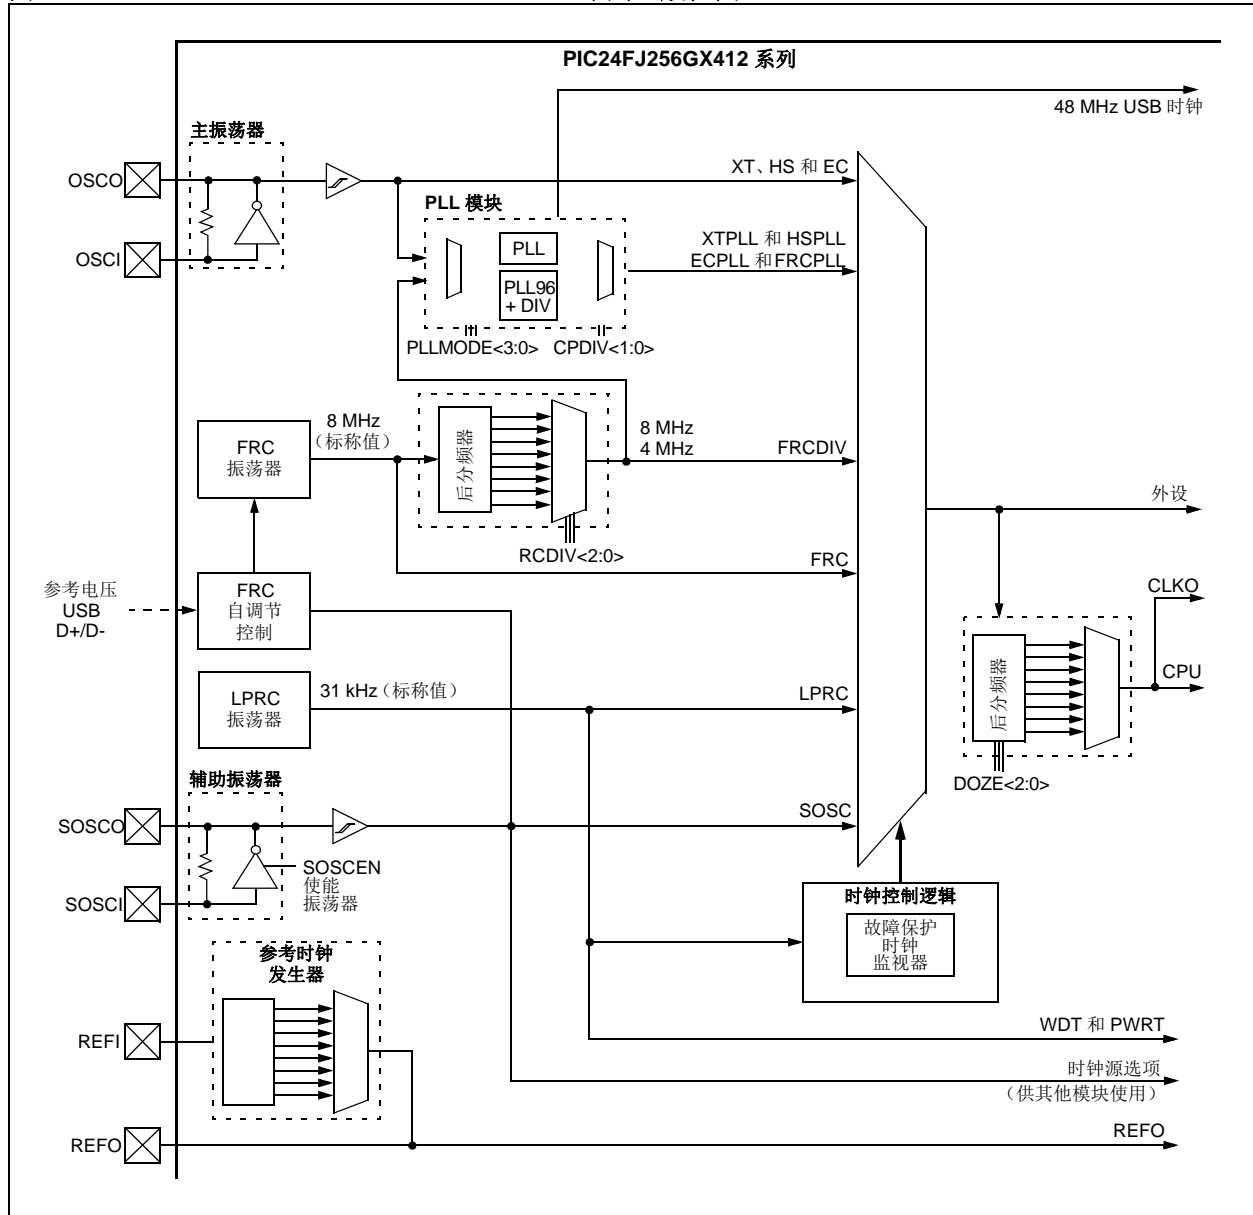 PIC24FJ256GX412 系列
48 MHz USB 时钟
主振荡器
OSCO
OSCI
XT、HS 和 EC
PLL 模块
PLL
PLL96
+ DIV
XTPLL 和 HSPLL
ECPLL 和FRCPLL
PLLMODE<3:0>
CPDIV<1:0>
FRC
振荡器
8 MHz
（标称值）
后分频器
8 MHz
4 MHz
FRCDIV
RCDIV<2:0>
FRC
外设
参考电压
USB
D+/D-
FRC
自调节
控制
CLKO
CPU
后分频器
DOZE<2:0>
LPRC
振荡器
31 kHz（标称值）
LPRC
辅助振荡器
SOSCO
SOSCI
SOSCEN
使能
振荡器
SOSC
时钟控制逻辑
故障保护
时钟
监视器
参考时钟
发生器
REFI
WDT 和 PWRT
时钟源选项
（供其他模块使用）
REFO
REFO